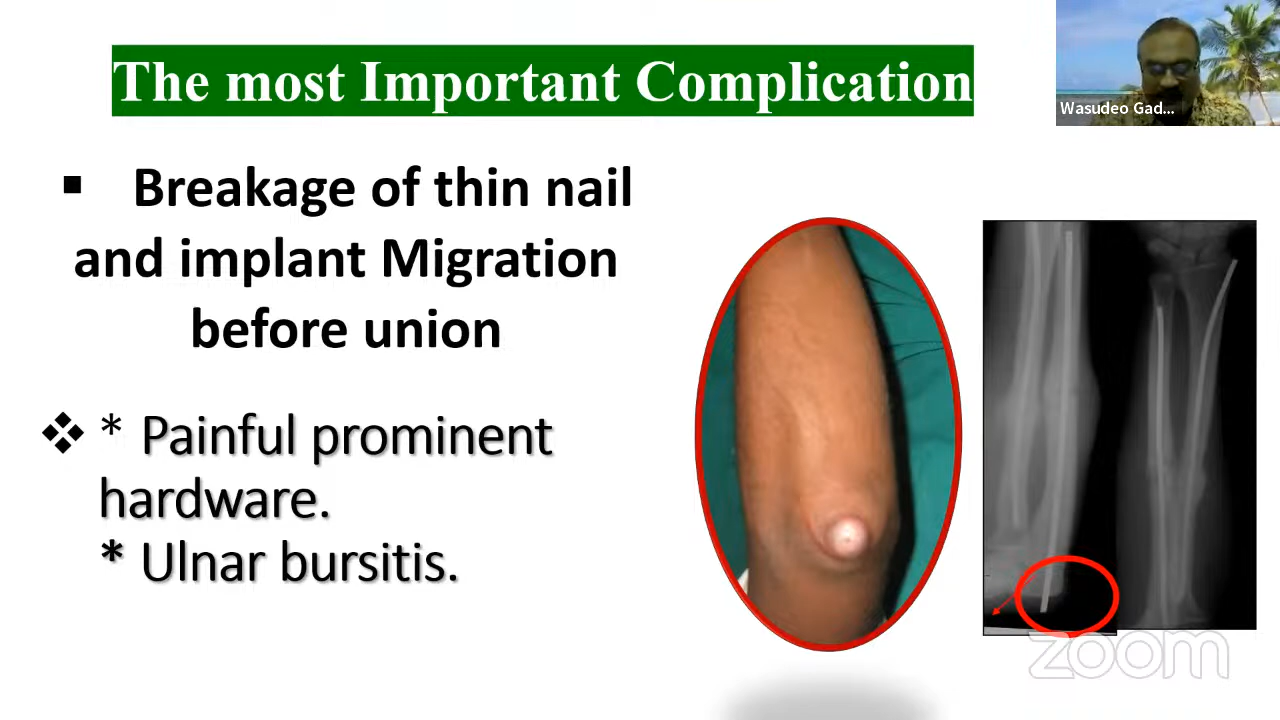 The most Important Complication
Wasudeo Gad...
▪ Breakage of thin nail
and implant Migration
before union
❖ * Painful prominent
hardware.
* Ulnar bursitis.
zoom